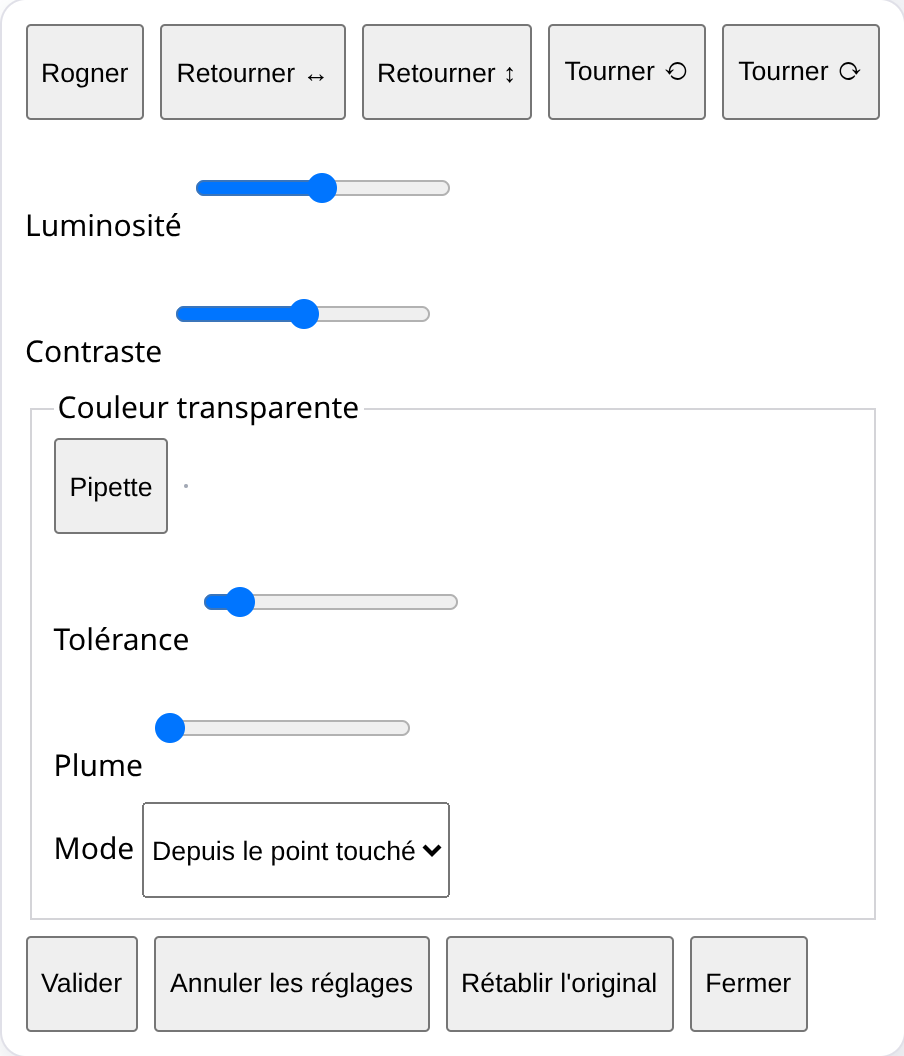 Rogner Retourner ↔ Retourner ↕ Tourner ⟲ Tourner ⟳
Luminosité
Contraste
Couleur transparente
Pipette
Tolérance
Plume
Mode Depuis le point touché
Valider Annuler les réglages Rétablir l'original Fermer